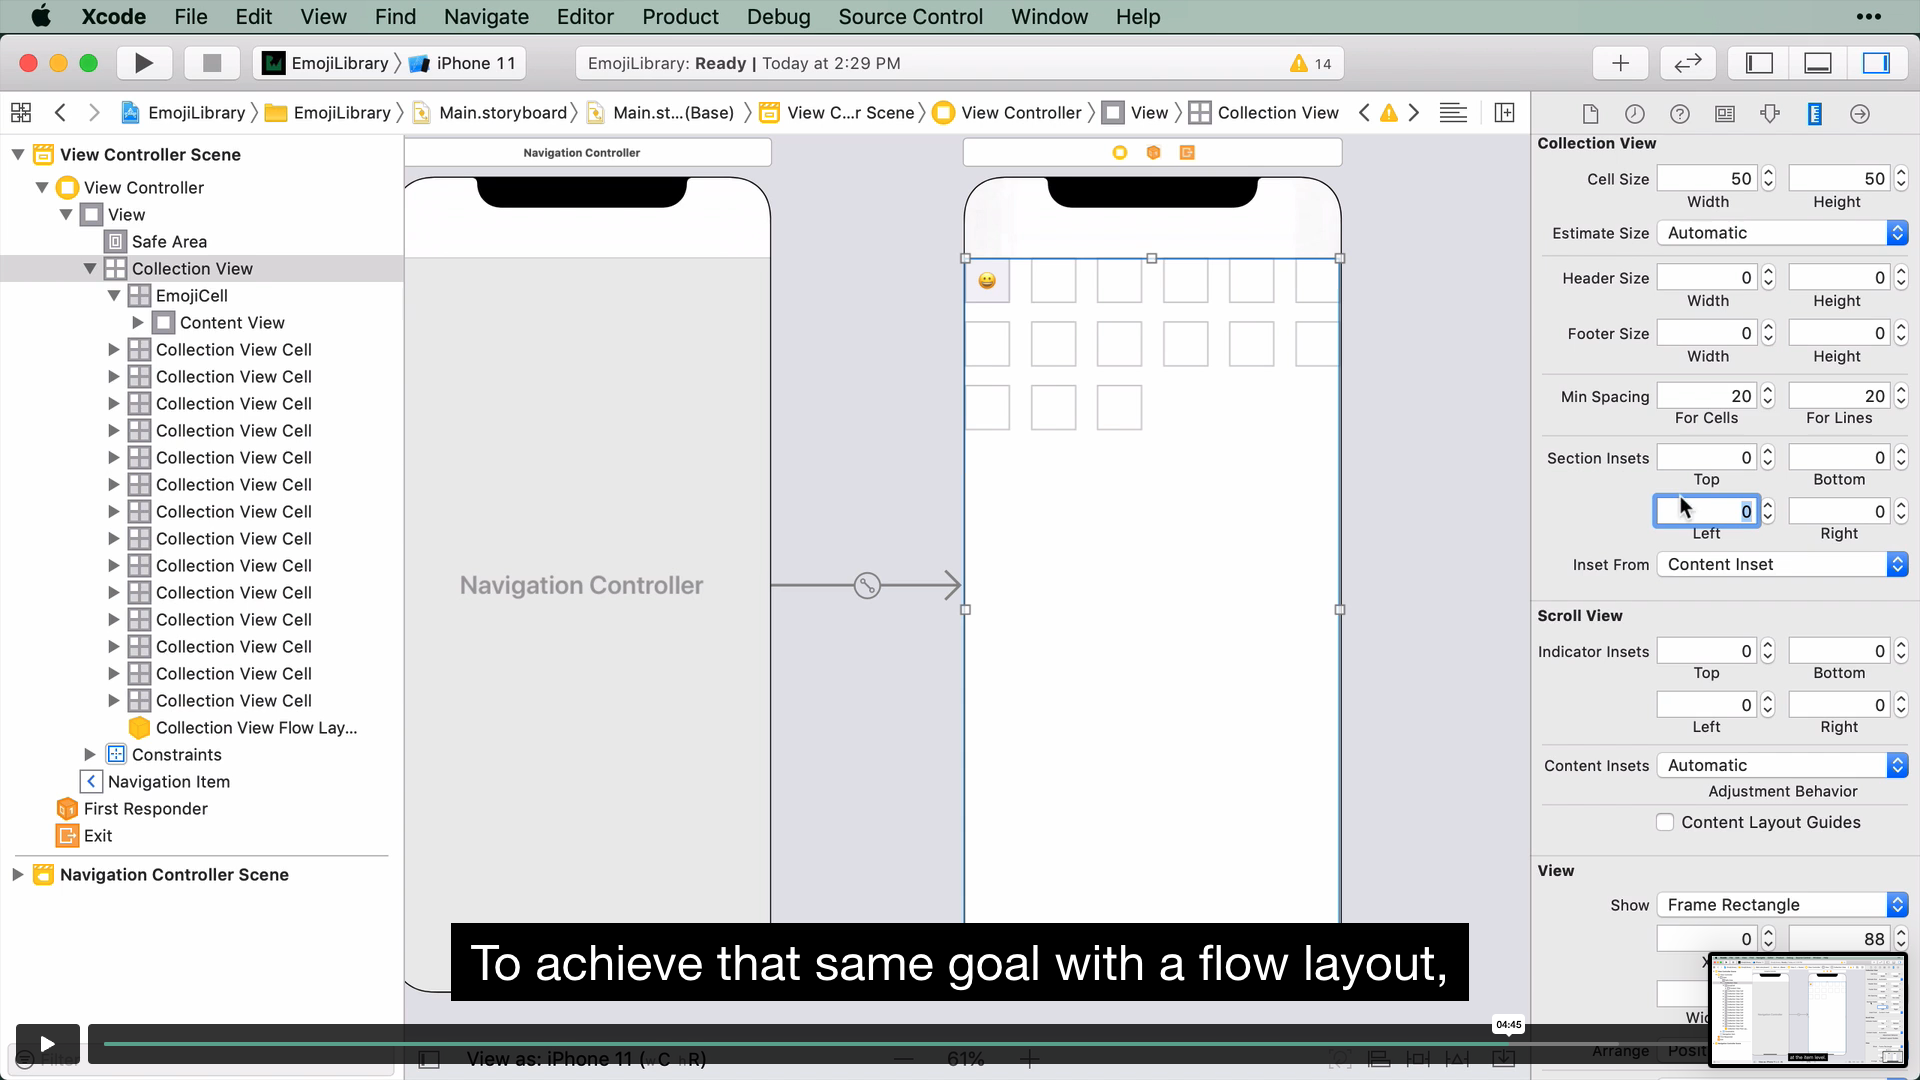 Xcode File Edit View Find Navigate Editor Product Debug Source Control Window Help
EmojiLibrary iPhone 11
EmojiLibrary: Ready | Today at 2:29 PM
14
EmojiLibrary EmojiLibrary Main.storyboard Main.st...(Base) View C...r Scene View Controller View Collection View
View Controller Scene
View Controller
View
Safe Area
Collection View
EmojiCell
Content View
Collection View Cell
Collection View Cell
Collection View Cell
Collection View Cell
Collection View Cell
Collection View Cell
Collection View Cell
Collection View Cell
Collection View Cell
Collection View Cell
Collection View Cell
Collection View Cell
Collection View Cell
Collection View Cell
Collection View Flow Lay...
Constraints
Navigation Item
First Responder
Exit
Navigation Controller Scene
Filter
Navigation Controller
Navigation Controller
Collection View
Cell Size 50 50
Width Height
Estimate Size Automatic
Header Size 0 0
Width Height
Footer Size 0 0
Width Height
Min Spacing 20 20
For Cells For Lines
Section Insets 0 0
Top Bottom
0 0
Left Right
Inset From Content Inset
Scroll View
Indicator Insets 0 0
Top Bottom
0 0
Left Right
Content Insets Automatic
Adjustment Behavior
Content Layout Guides
View
Show Frame Rectangle
0 88
To achieve that same goal with a flow layout,
04:45
View as: iPhone 11 (wC hR)
61%
Arrange
at the item level.